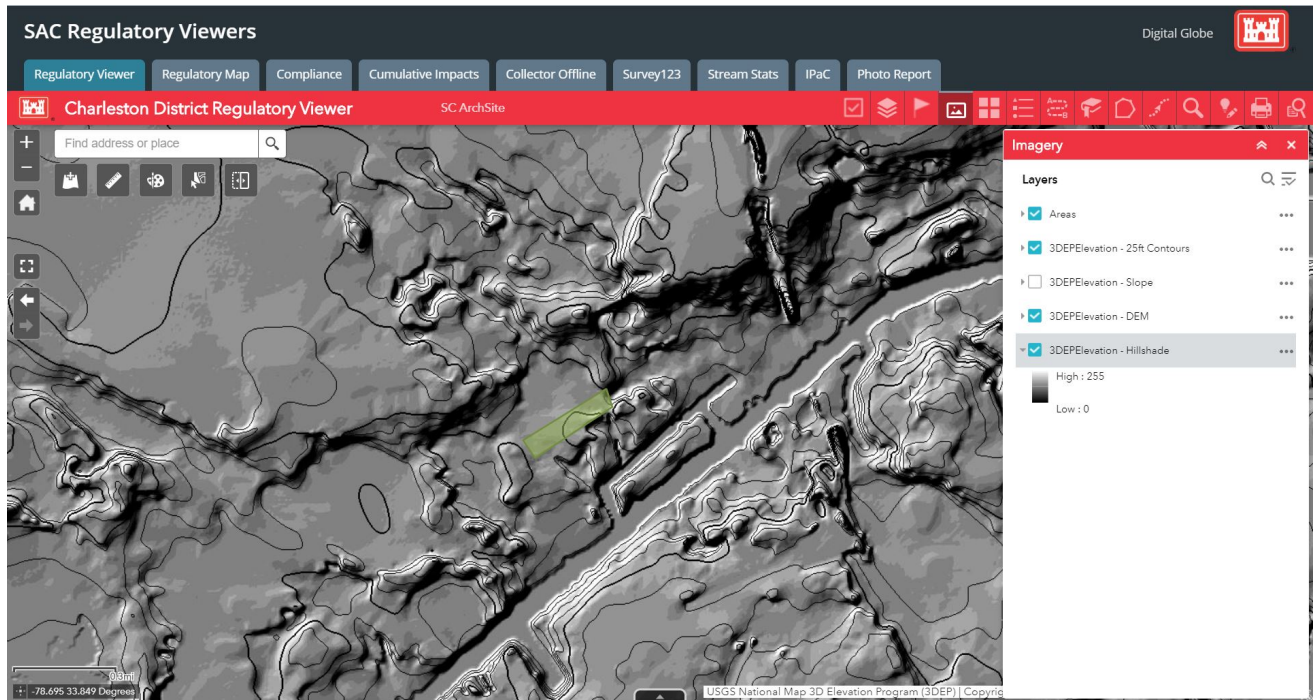 SAC Regulatory Viewers
Digital Globe
Regulatory Viewer Regulatory Map Compliance Cumulative Impacts Collector Offline Survey123 Stream Stats IPaC Photo Report
Charleston District Regulatory Viewer SC ArchSite
Find address or place
Imagery
Layers
Areas
3DEPElevation - 25ft Contours
3DEPElevation - Slope
3DEPElevation - DEM
3DEPElevation - Hillshade
High : 255
Low : 0
0.3mi
-78.695 33.849 Degrees
USGS National Map 3D Elevation Program (3DEP) | Copyrig